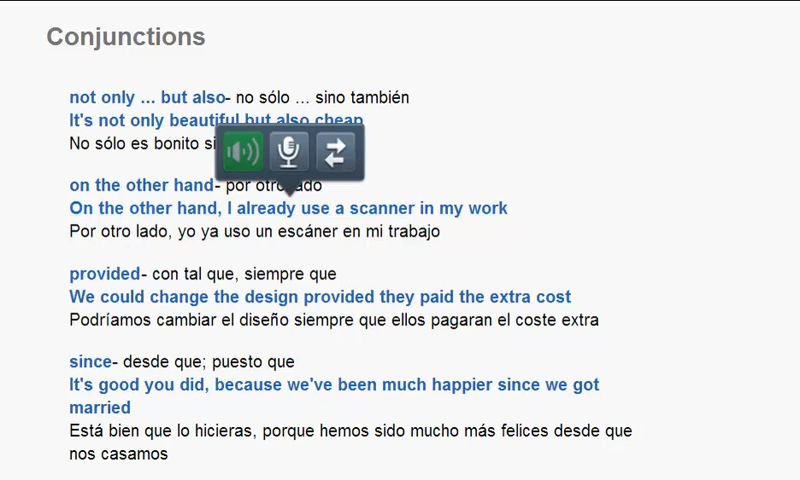 Conjunctions
not only ... but also- no sólo ... sino también
It's not only beautiful but also cheap
No sólo es bonito
on the other hand- por otro lado
On the other hand, I already use a scanner in my work
Por otro lado, yo ya uso un escáner en mi trabajo
provided- con tal que, siempre que
We could change the design provided they paid the extra cost
Podríamos cambiar el diseño siempre que ellos pagaran el coste extra
since- desde que; puesto que
It's good you did, because we've been much happier since we got
married
Está bien que lo hicieras, porque hemos sido mucho más felices desde que
nos casamos